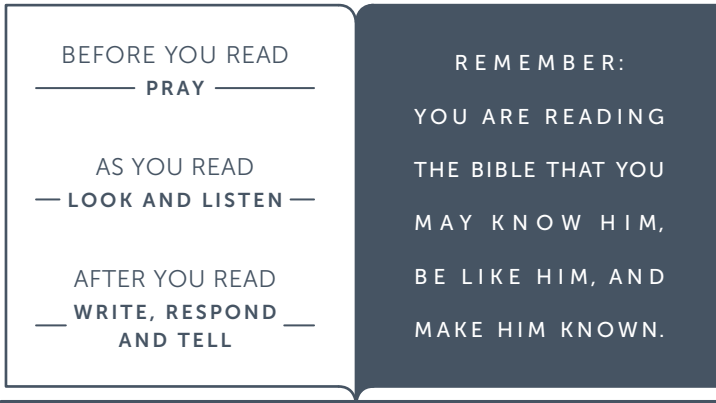 BEFORE YOU READ
PRAY
AS YOU READ
LOOK AND LISTEN
AFTER YOU READ
WRITE, RESPOND
AND TELL
REMEMBER:
YOU ARE READING
THE BIBLE THAT YOU
MAY KNOW HIM,
BE LIKE HIM, AND
MAKE HIM KNOWN.